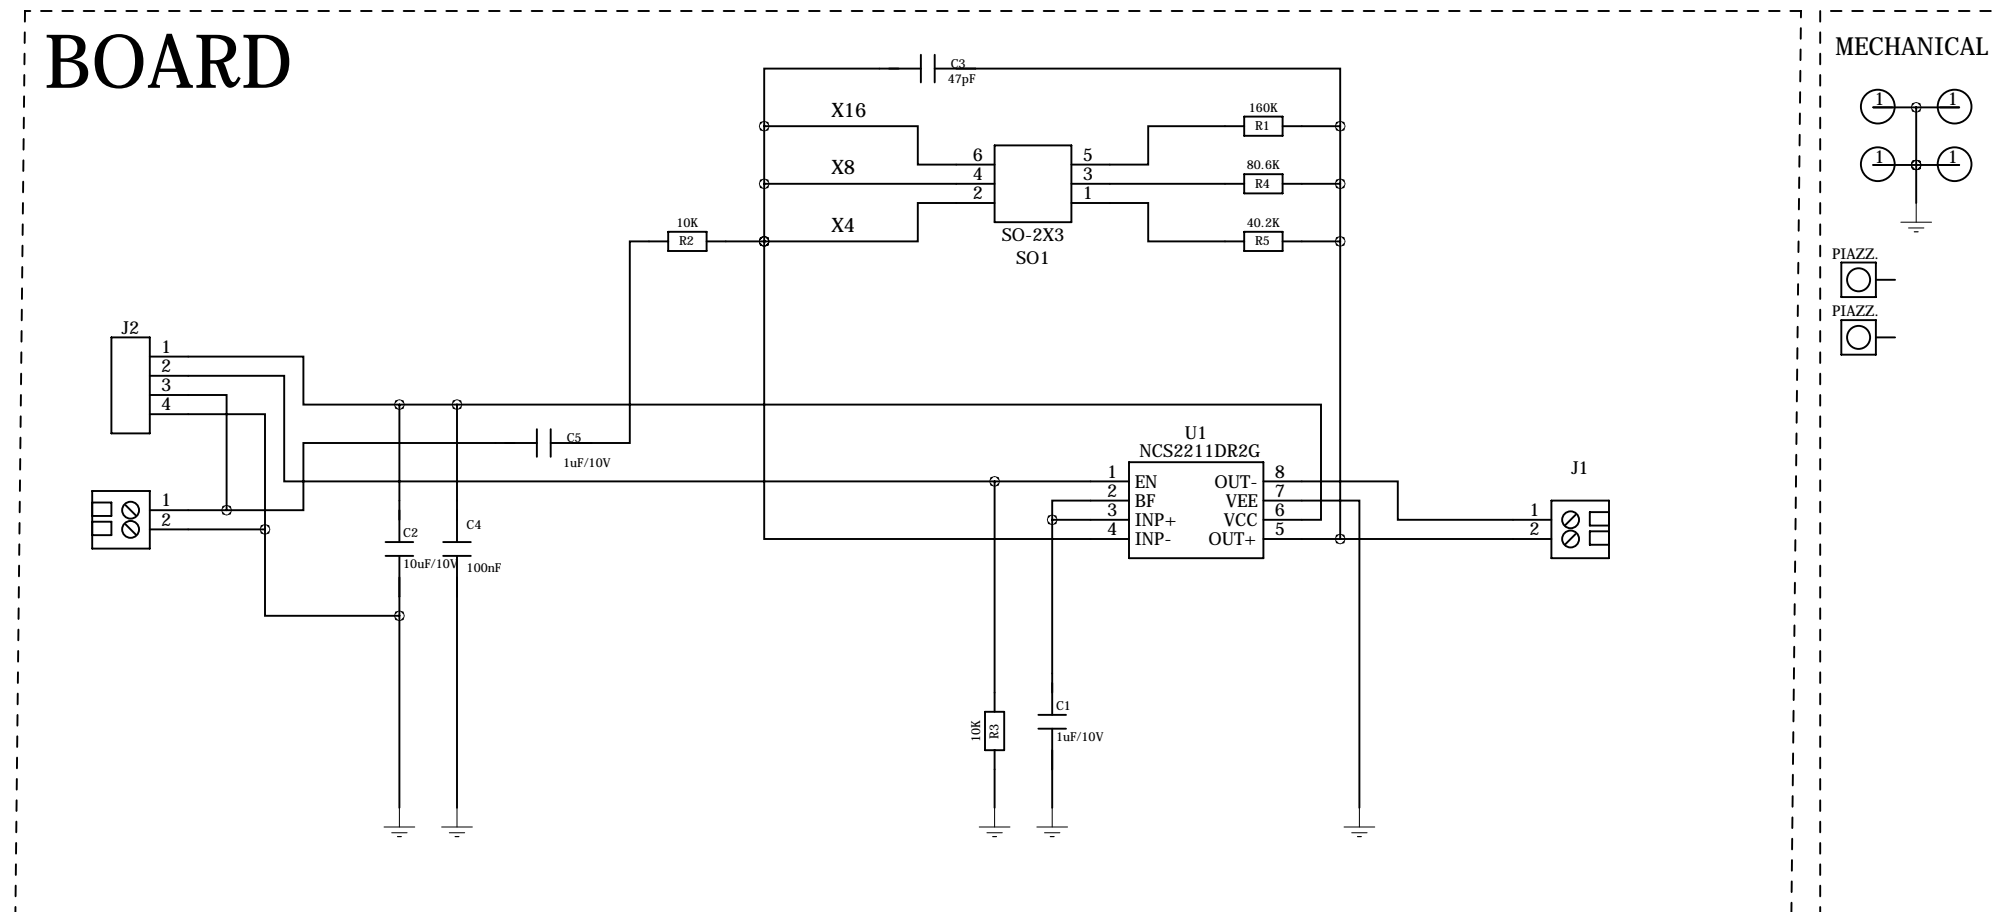 BOARD
MECHANICAL
C3
47pF
X16
160K
R1
6
5
X8
80.6K
4
3
R4
2
1
X4
40.2K
10K
R2
SO-2X3
R5
SO1
1
1
1
1
PIAZZ.
PIAZZ.
J2
1
2
3
4
C5
1uF/10V
U1
NCS2211DR2G
1 EN OUT- 8
2 BF VEE 7
3 INP+ VCC 6
4 INP- OUT+ 5
J1
1
2
1
2
C2
10uF/10V
C4
100nF
10K
R3
C1
1uF/10V